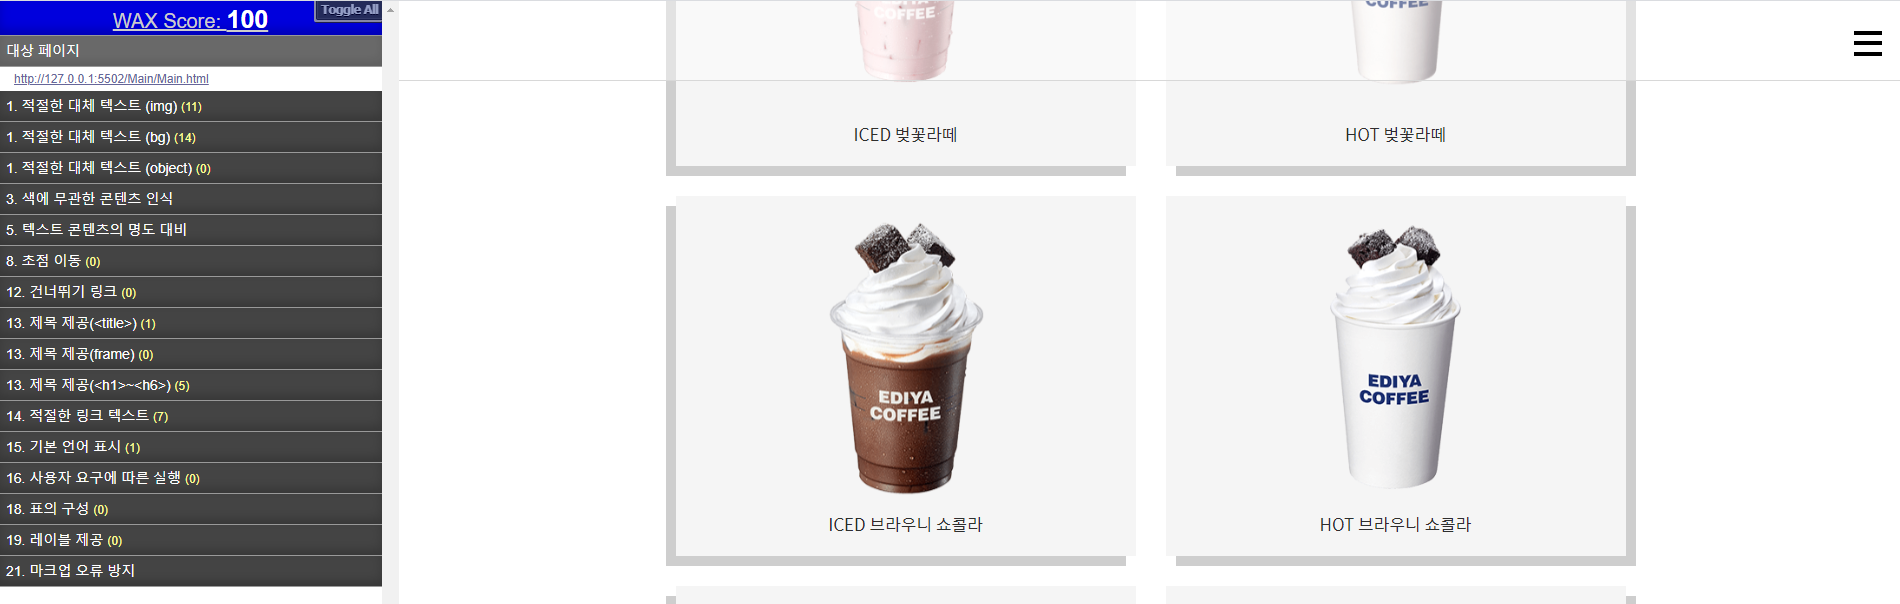 WAX Score: 100
Toggle All
대상 페이지
http://127.0.0.1:5502/Main/Main.html
1. 적절한 대체 텍스트 (img) (11)
1. 적절한 대체 텍스트 (bg) (14)
1. 적절한 대체 텍스트 (object) (0)
3. 색에 무관한 콘텐츠 인식
5. 텍스트 콘텐츠의 명도 대비
8. 초점 이동 (0)
12. 건너뛰기 링크 (0)
13. 제목 제공(<title>) (1)
13. 제목 제공(frame) (0)
13. 제목 제공(<h1>~<h6>) (5)
14. 적절한 링크 텍스트 (7)
15. 기본 언어 표시 (1)
16. 사용자 요구에 따른 실행 (0)
18. 표의 구성 (0)
19. 레이블 제공 (0)
21. 마크업 오류 방지
COFFEE
COFFEE
ICED 벚꽃라떼
HOT 벚꽃라떼
EDIYA
COFFEE
EDIYA
COFFEE
ICED 브라우니 쇼콜라
HOT 브라우니 쇼콜라